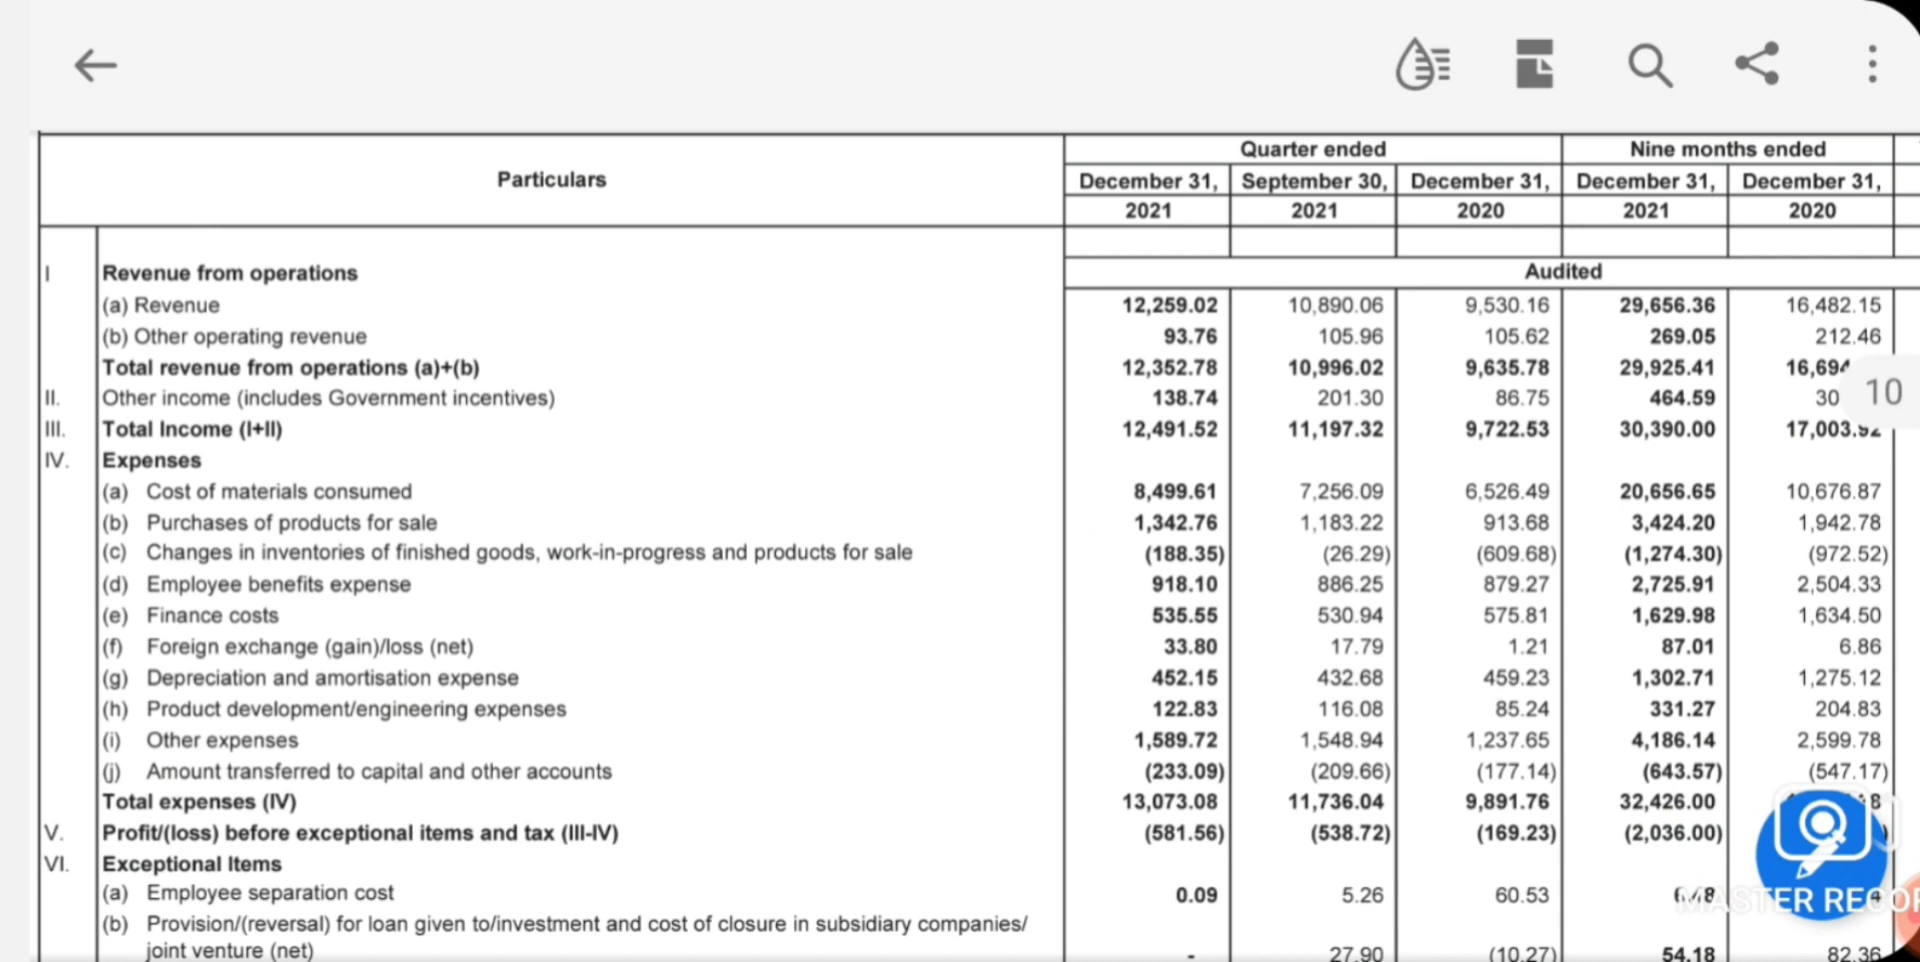 Particulars Quarter ended Nine months ended
December 31, September 30, December 31, December 31, December 31,
2021 2021 2020 2021 2020
I Revenue from operations Audited
(a) Revenue 12,259.02 10,890.06 9,530.16 29,656.36 16,482.15
(b) Other operating revenue 93.76 105.96 105.62 269.05 212.46
Total revenue from operations (a)+(b) 12,352.78 10,996.02 9,635.78 29,925.41
10
II. Other income (includes Government incentives) 138.74 201.30 86.75 464.59
III. Total Income (I+II) 12,491.52 11,197.32 9,722.53 30,390.00 17,003.92
IV. Expenses
(a) Cost of materials consumed 8,499.61 7,256.09 6,526.49 20,656.65 10,676.87
(b) Purchases of products for sale 1,342.76 1,183.22 913.68 3,424.20 1,942.78
(c) Changes in inventories of finished goods, work-in-progress and products for sale (188.35) (26.29) (609.68) (1,274.30) (972.52)
(d) Employee benefits expense 918.10 886.25 879.27 2,725.91 2,504.33
(e) Finance costs 535.55 530.94 575.81 1,629.98 1,634.50
(f) Foreign exchange (gain)/loss (net) 33.80 17.79 1.21 87.01 6.86
(g) Depreciation and amortisation expense 452.15 432.68 459.23 1,302.71 1,275.12
(h) Product development/engineering expenses 122.83 116.08 85.24 331.27 204.83
(i) Other expenses 1,589.72 1,548.94 1,237.65 4,186.14 2,599.78
(j) Amount transferred to capital and other accounts (233.09) (209.66) (177.14) (643.57) (547.17)
Total expenses (IV) 13,073.08 11,736.04 9,891.76 32,426.00
V. Profit/(loss) before exceptional items and tax (III-IV) (581.56) (538.72) (169.23) (2,036.00)
VI. Exceptional Items
(a) Employee separation cost 0.09 5.26 60.53
MASTER RECOR
(b) Provision/(reversal) for loan given to/investment and cost of closure in subsidiary companies/
joint venture (net) - 27.90 (10.27) 54.18 82.36